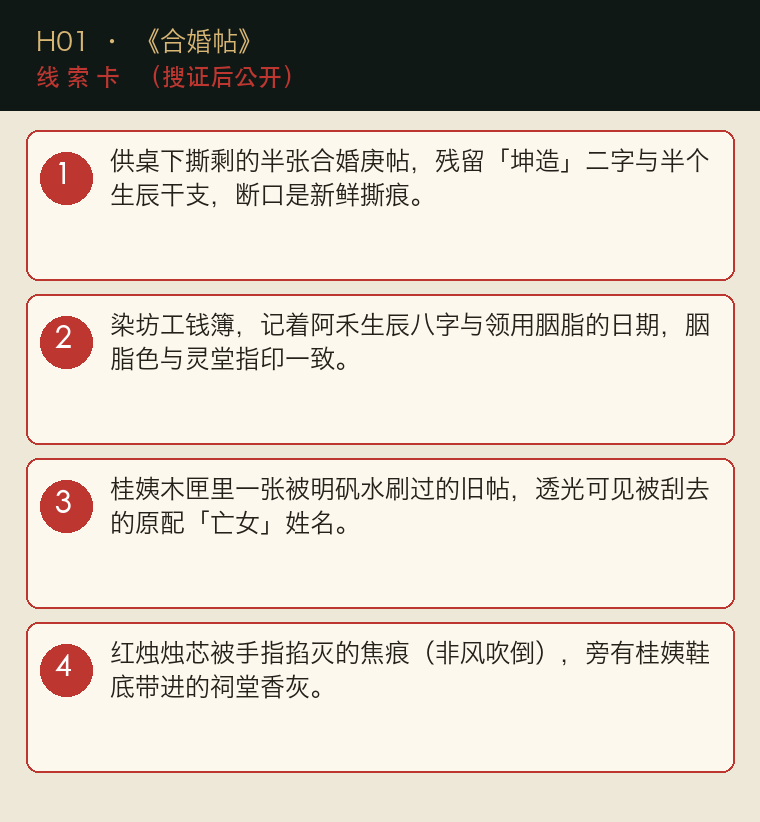 H01 · 《合婚帖》
线索卡 （搜证后公开）
1
供桌下撕剩的半张合婚庚帖，残留「坤造」二字与半个
生辰干支，断口是新鲜撕痕。
2
染坊工钱簿，记着阿禾生辰八字与领用胭脂的日期，胭
脂色与灵堂指印一致。
3
桂姨木匣里一张被明矾水刷过的旧帖，透光可见被刮去
的原配「亡女」姓名。
4
红烛烛芯被手指掐灭的焦痕（非风吹倒），旁有桂姨鞋
底带进的祠堂香灰。